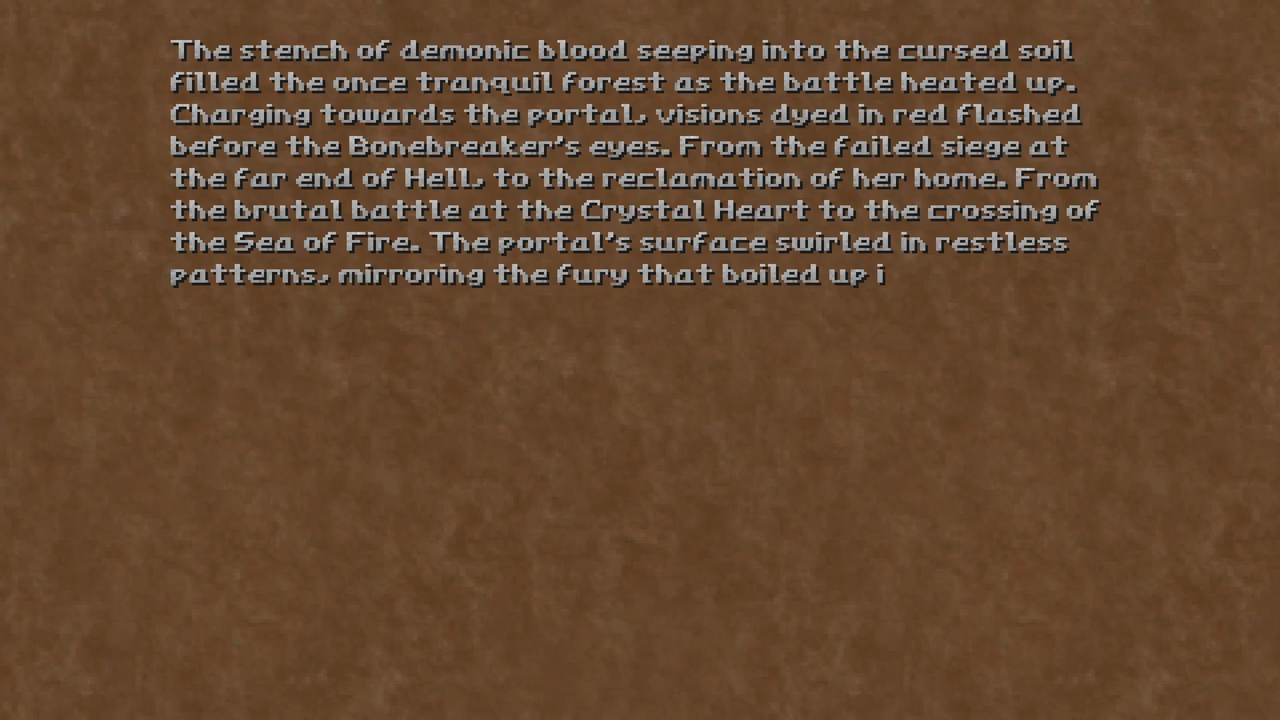 The stench of demonic blood seeping into the cursed soil
filled the once tranquil forest as the battle heated up.
Charging towards the portal, visions dyed in red flashed
before the Bonebreaker's eyes. From the failed siege at
the far end of Hell, to the reclamation of her home. From
the brutal battle at the Crystal Heart to the crossing of
the Sea of Fire. The portal's surface swirled in restless
patterns, mirroring the fury that boiled up i